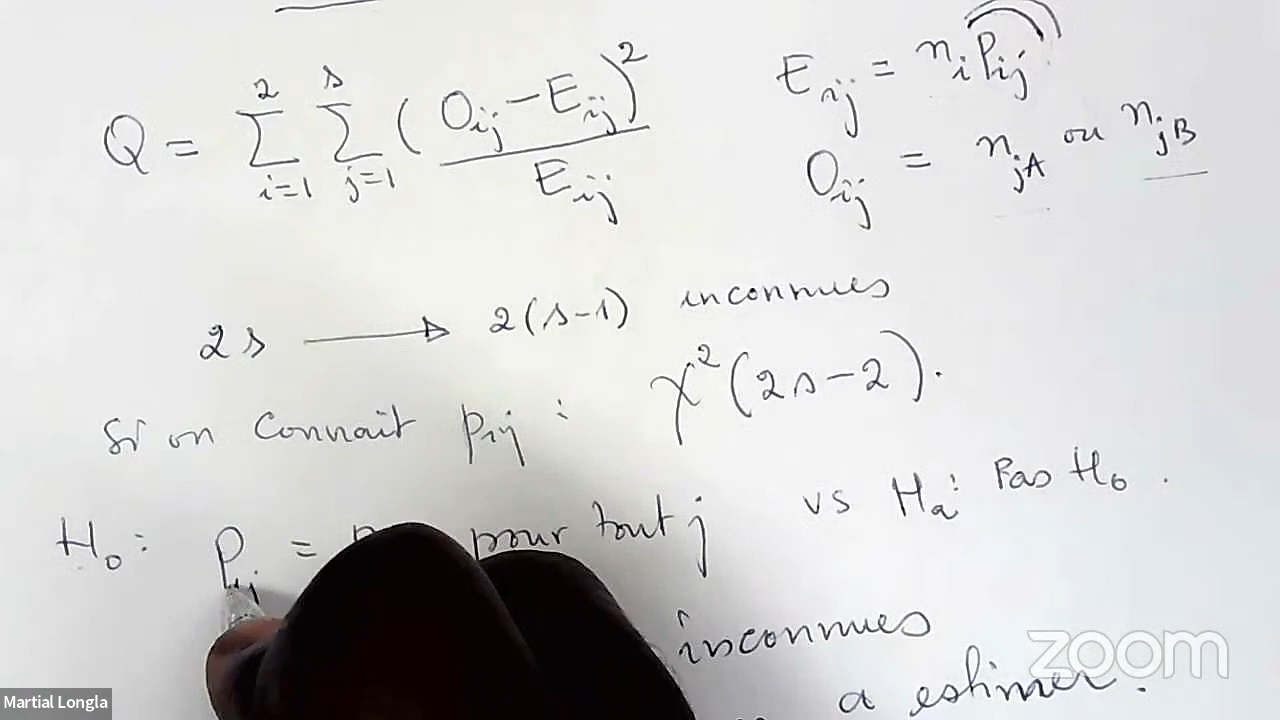 Q = 2 Σ i=1 s Σ j=1 ( O_ij − E_ij )² / E_ij
E_ij = n_i P_ij
O_ij = n_jA ou n_jB
2s → 2(s-1) inconnues
Si on connait p_ij : χ²(2s-2).
H₀: P_1j = pour tout j vs Ha: Pas H₀.
inconnues
a estimer.
zoom
Martial Longla